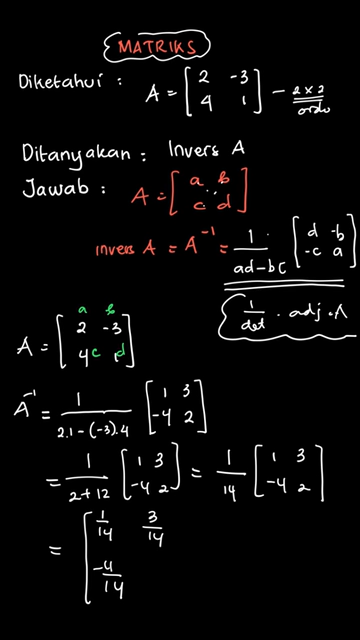 MATRIKS
Diketahui : A = [ 2 -3
4 1 ] - 2 x 2
ordo
Ditanyakan : Invers A
Jawab : A = [ a b
c d ]
invers A = A⁻¹ = 1/(ad-bc) [ d -b
-c a ]
1/det . adj. A
a b
A = [ 2 -3
4 c 1 d ]
A⁻¹ = 1/(2.1-(-3).4) [ 1 3
-4 2 ]
= 1/(2+12) [ 1 3
-4 2 ] = 1/14 [ 1 3
-4 2 ]
= [ 1/14 3/14
-4/14